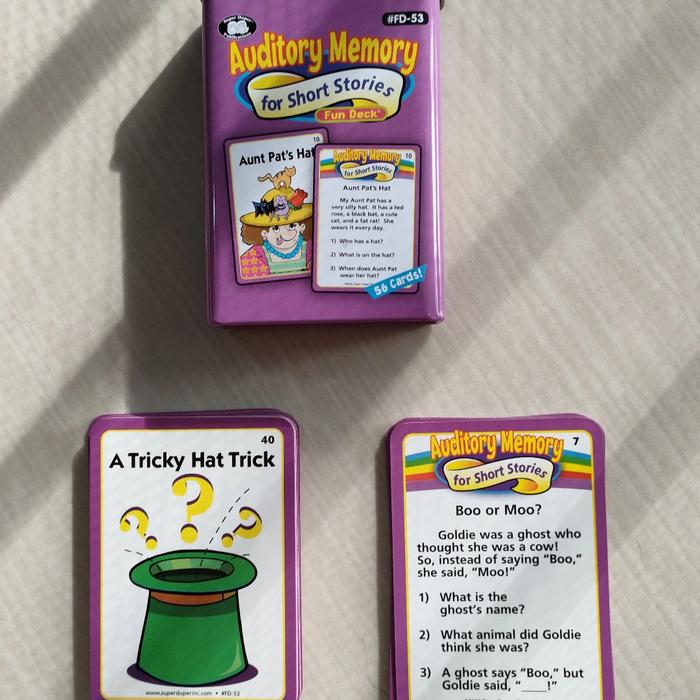 Super Duper
Publications
#FD-53
Auditory Memory
for Short Stories
Fun Deck®
10
Aunt Pat's Hat
Auditory Memory 10
for Short Stories
Aunt Pat's Hat
My Aunt Pat has a
very silly hat. It has a red
rose, a black bat, a cute
cat, and a fat rat! She
wears it every day.
1) Who has a hat?
2) What is on the hat?
3) When does Aunt Pat
wear her hat?
56 Cards!
40
A Tricky Hat Trick
? ? ?
www.superduperinc.com • #FD-53
Auditory Memory 7
for Short Stories
Boo or Moo?
Goldie was a ghost who
thought she was a cow!
So, instead of saying "Boo,"
she said, "Moo!"
1) What is the
ghost's name?
2) What animal did Goldie
think she was?
3) A ghost says "Boo," but
Goldie said, "___!"